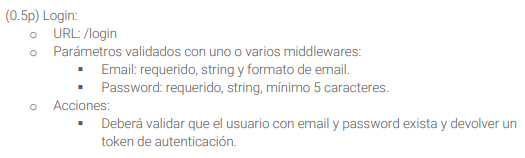 (0.5p) Login:
o URL: /login
o Parámetros validados con uno o varios middlewares:
▪ Email: requerido, string y formato de email.
▪ Password: requerido, string, mínimo 5 caracteres.
o Acciones:
▪ Deberá validar que el usuario con email y password exista y devolver un
token de autenticación.